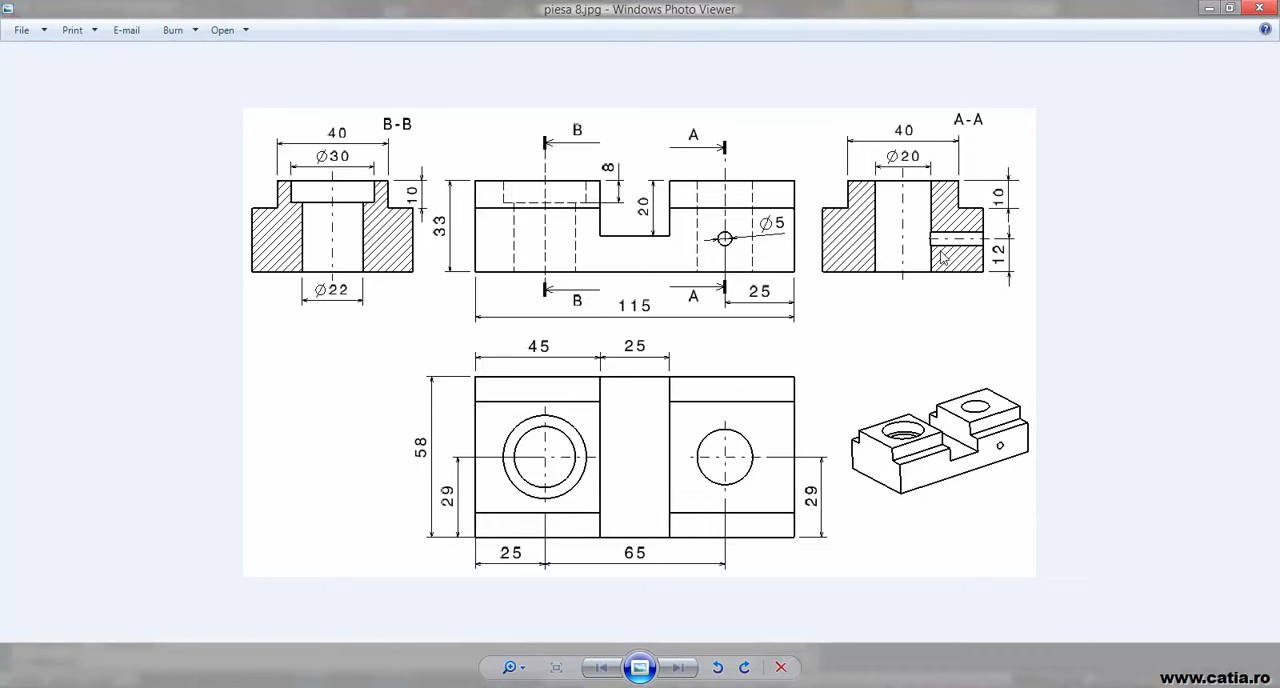 piesa 8.jpg - Windows Photo Viewer
File Print E-mail Burn Open
B-B
40
Ø30
10
Ø22
B A
8
33
20
Ø5
B A
25
115
A-A
40
Ø20
10
12
45 25
58
29
29
25 65
www.catia.ro